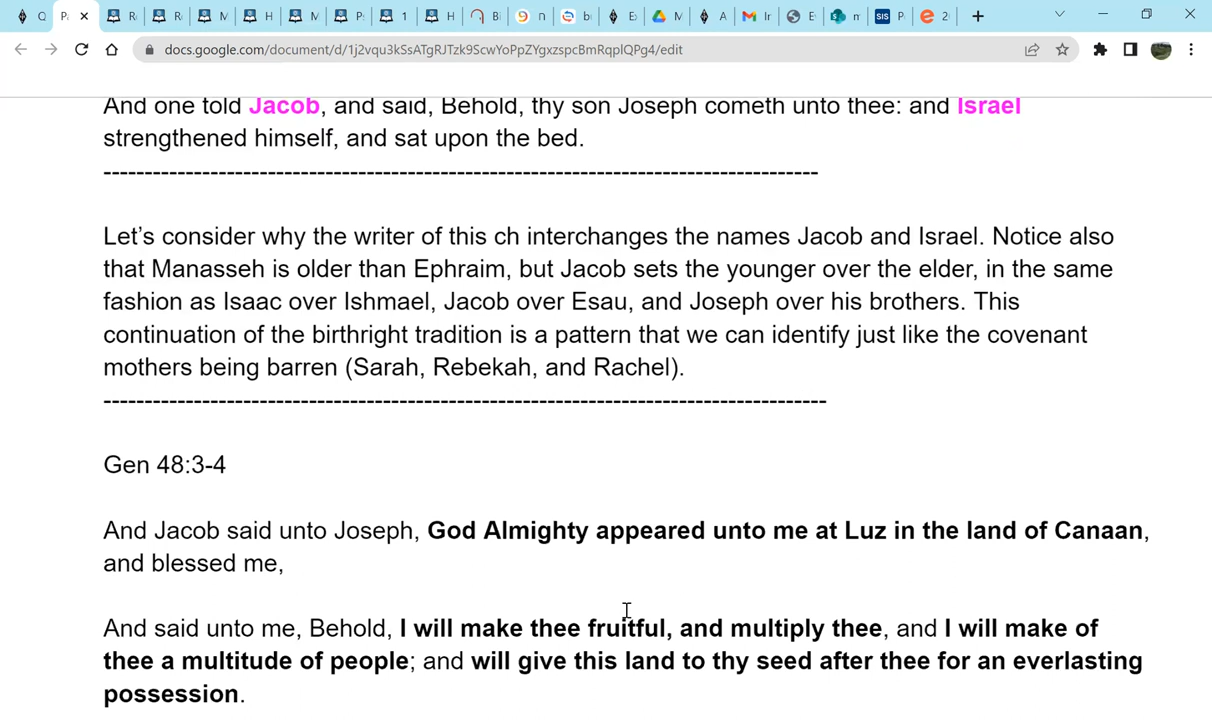 docs.google.com/document/d/1j2vqu3kSsATgRJTzk9ScwYoPpZYgxzspcBmRqplQPg4/edit
And one told Jacob, and said, Behold, thy son Joseph cometh unto thee: and Israel
strengthened himself, and sat upon the bed.
---------------------------------------------------------------------------------------
Let’s consider why the writer of this ch interchanges the names Jacob and Israel. Notice also
that Manasseh is older than Ephraim, but Jacob sets the younger over the elder, in the same
fashion as Isaac over Ishmael, Jacob over Esau, and Joseph over his brothers. This
continuation of the birthright tradition is a pattern that we can identify just like the covenant
mothers being barren (Sarah, Rebekah, and Rachel).
----------------------------------------------------------------------------------------
Gen 48:3-4
And Jacob said unto Joseph, God Almighty appeared unto me at Luz in the land of Canaan,
and blessed me,
And said unto me, Behold, I will make thee fruitful, and multiply thee, and I will make of
thee a multitude of people; and will give this land to thy seed after thee for an everlasting
possession.